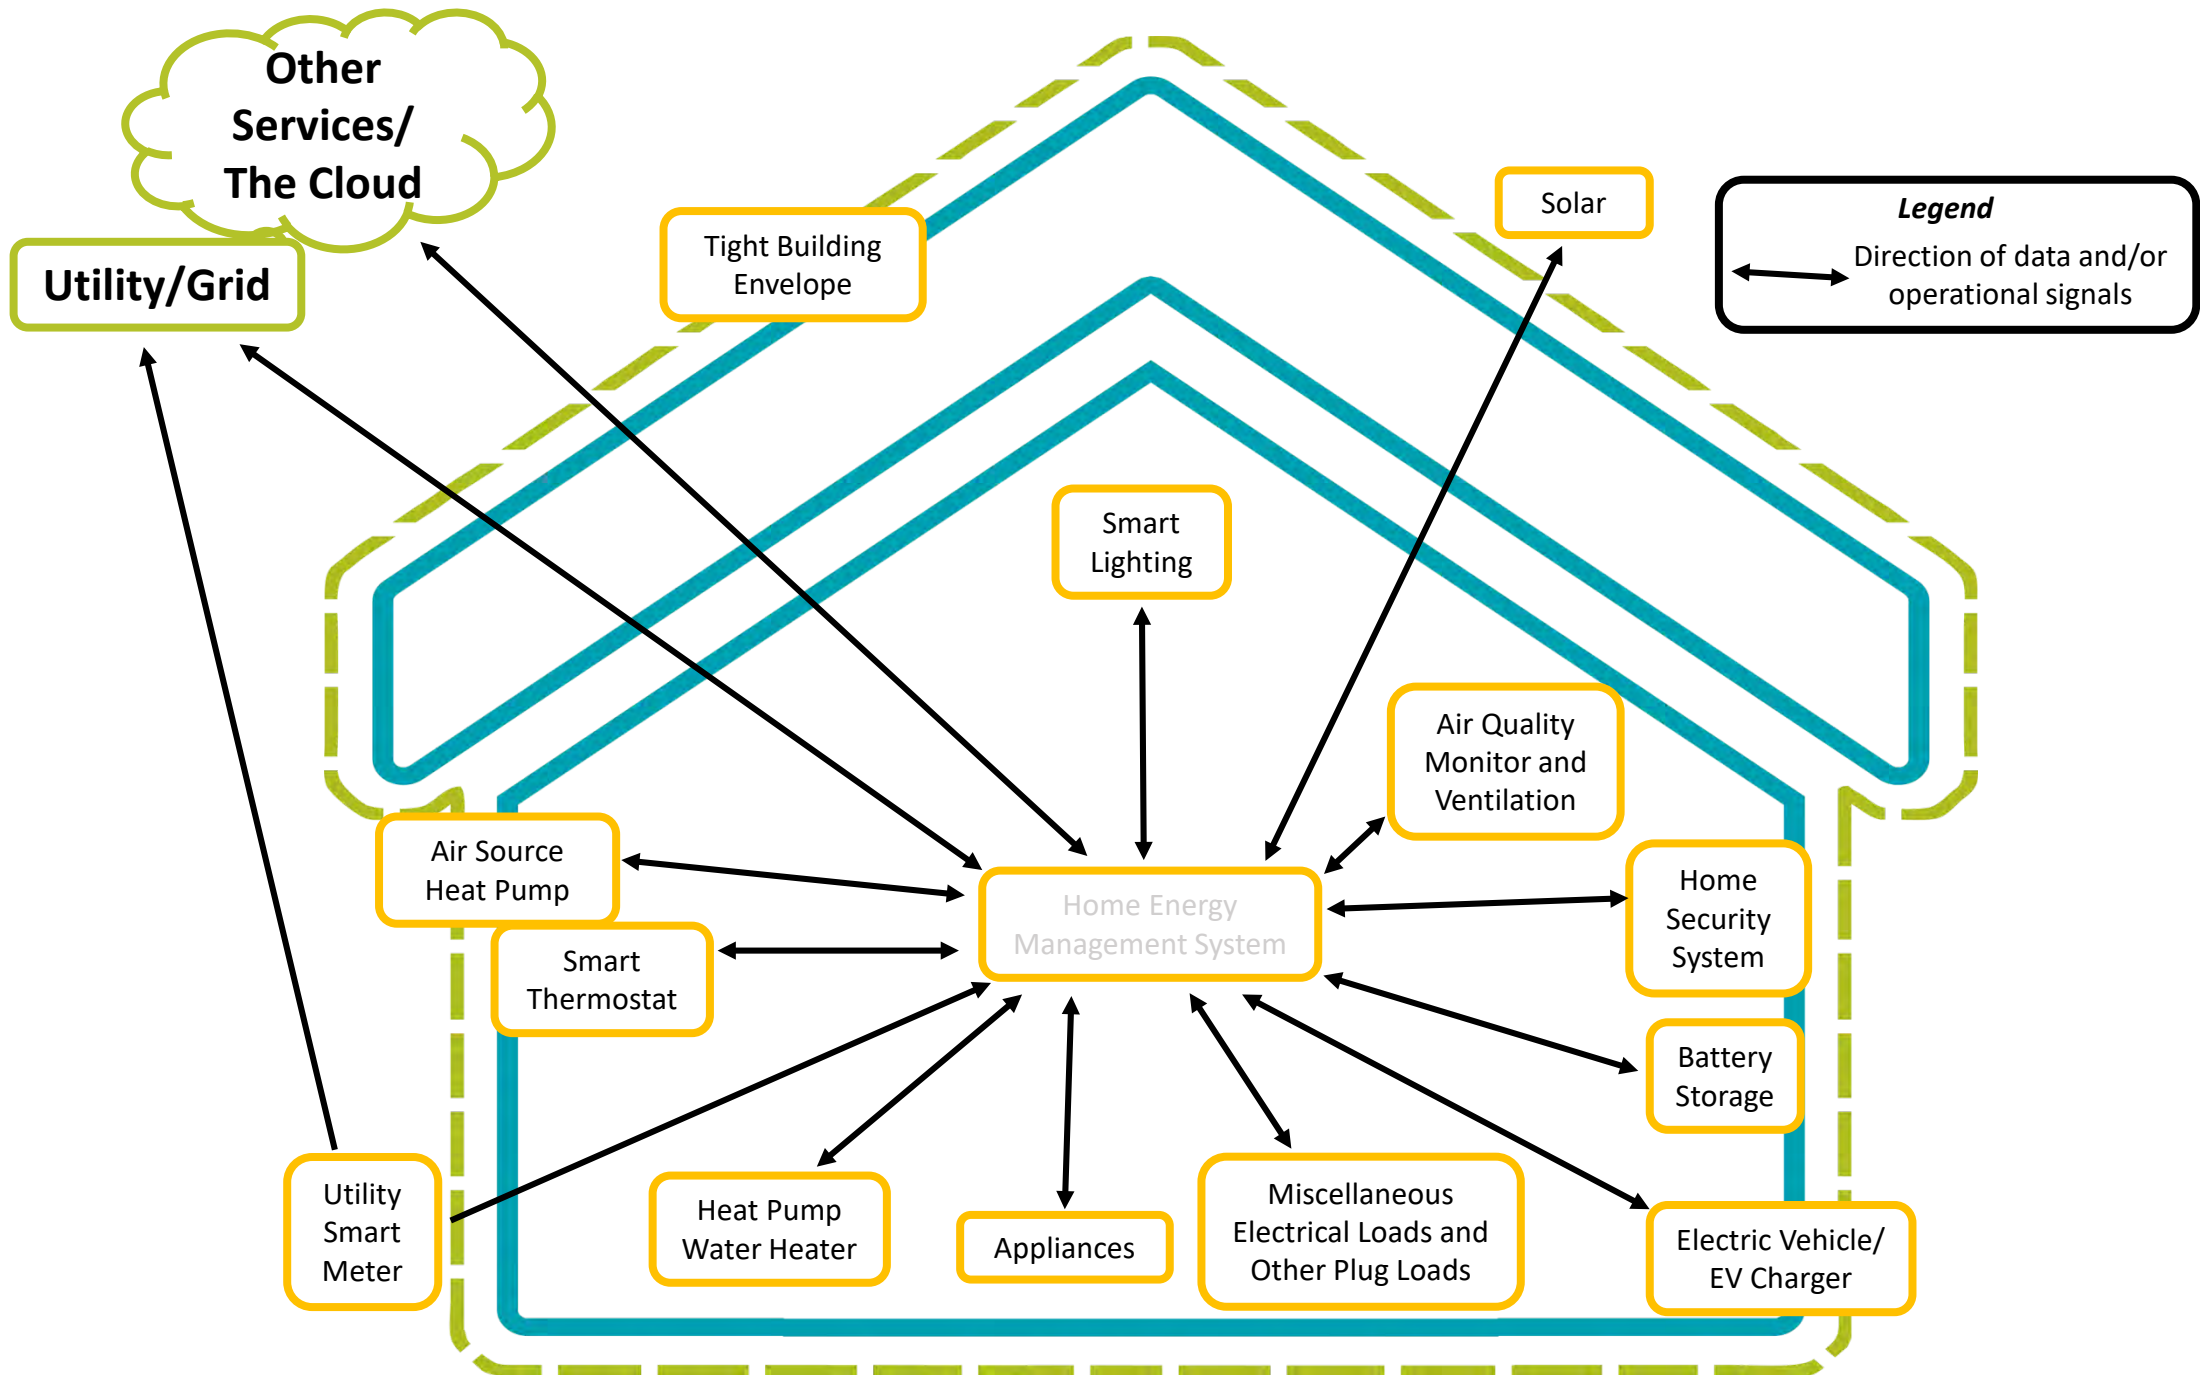 Other
Services/
The Cloud
Utility/Grid
Tight Building
Envelope
Solar
Legend
Direction of data and/or
operational signals
Smart
Lighting
Air Quality
Monitor and
Ventilation
Air Source
Heat Pump
Home Energy
Management System
Home
Security
System
Smart
Thermostat
Battery
Storage
Utility
Smart
Meter
Heat Pump
Water Heater
Appliances
Miscellaneous
Electrical Loads and
Other Plug Loads
Electric Vehicle/
EV Charger